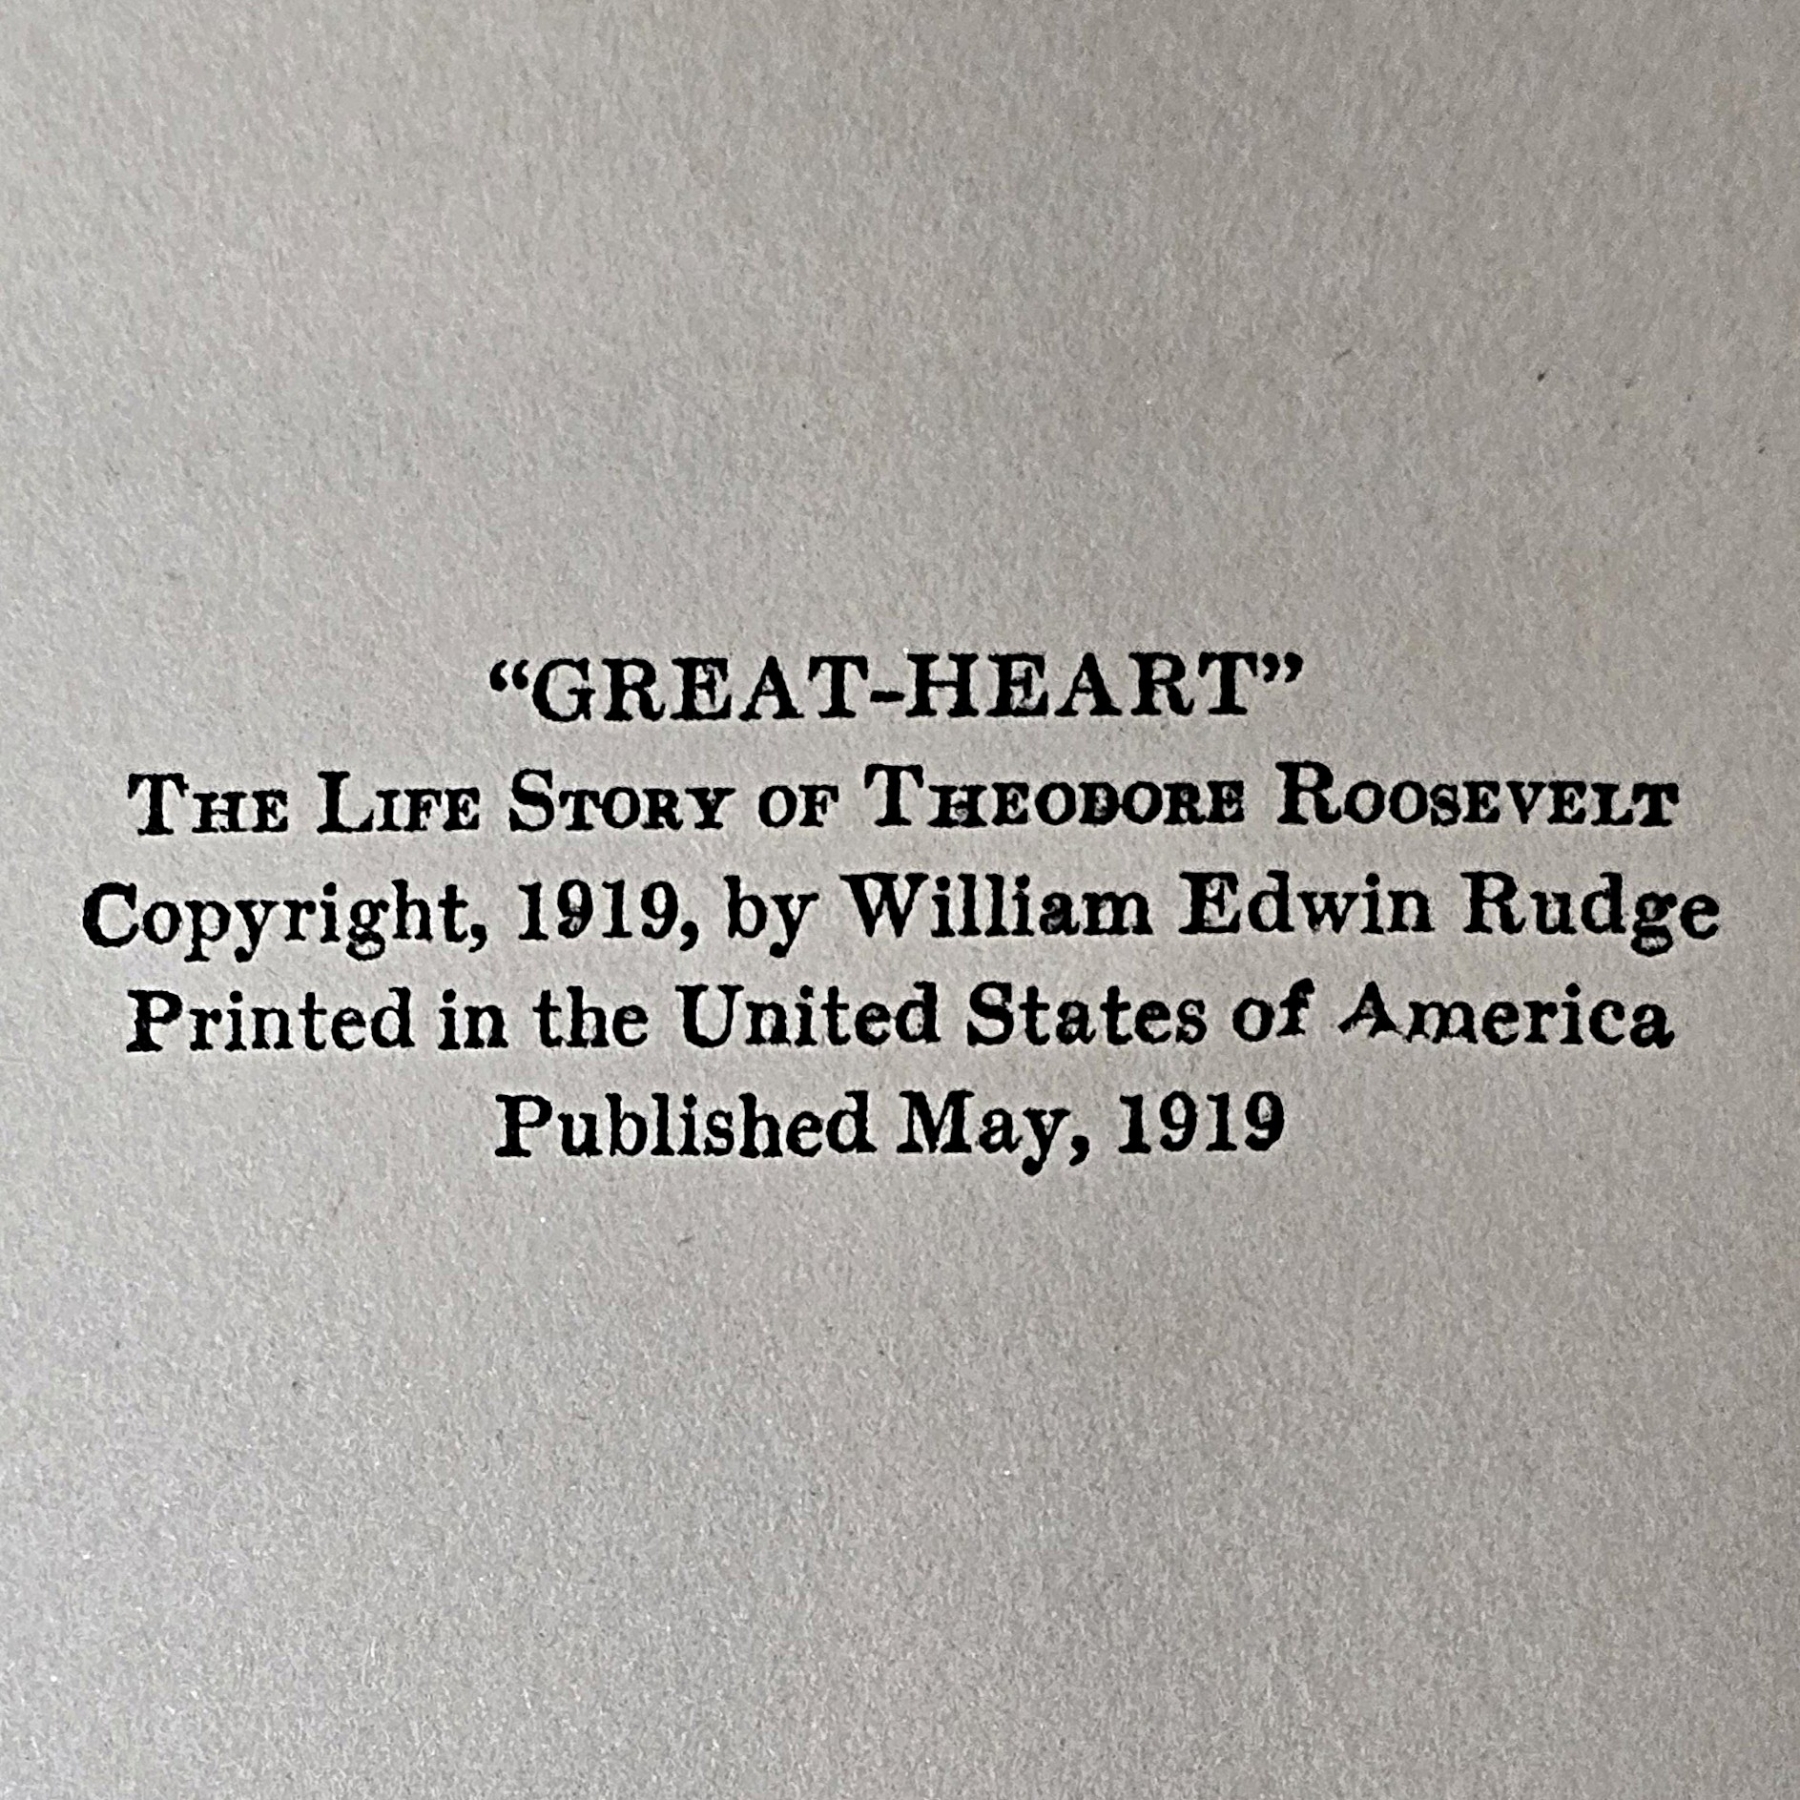 “GREAT-HEART”
The Life Story of Theodore Roosevelt
Copyright, 1919, by William Edwin Rudge
Printed in the United States of America
Published May, 1919